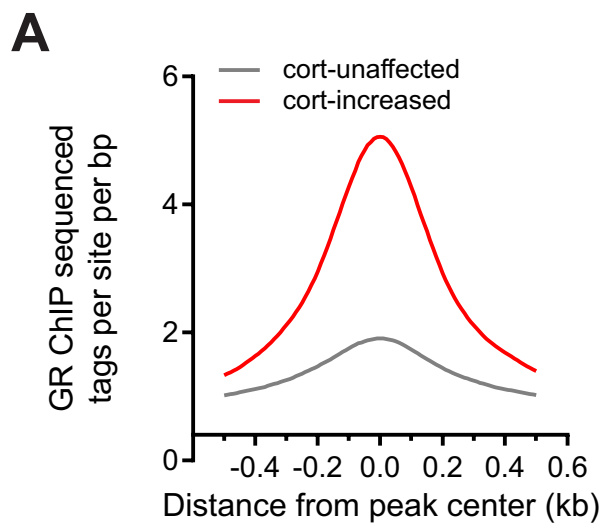 A
cort-unaffected
cort-increased
GR ChIP sequenced
tags per site per bp
6
4
2
0
-0.4 -0.2 0.0 0.2 0.4 0.6
Distance from peak center (kb)